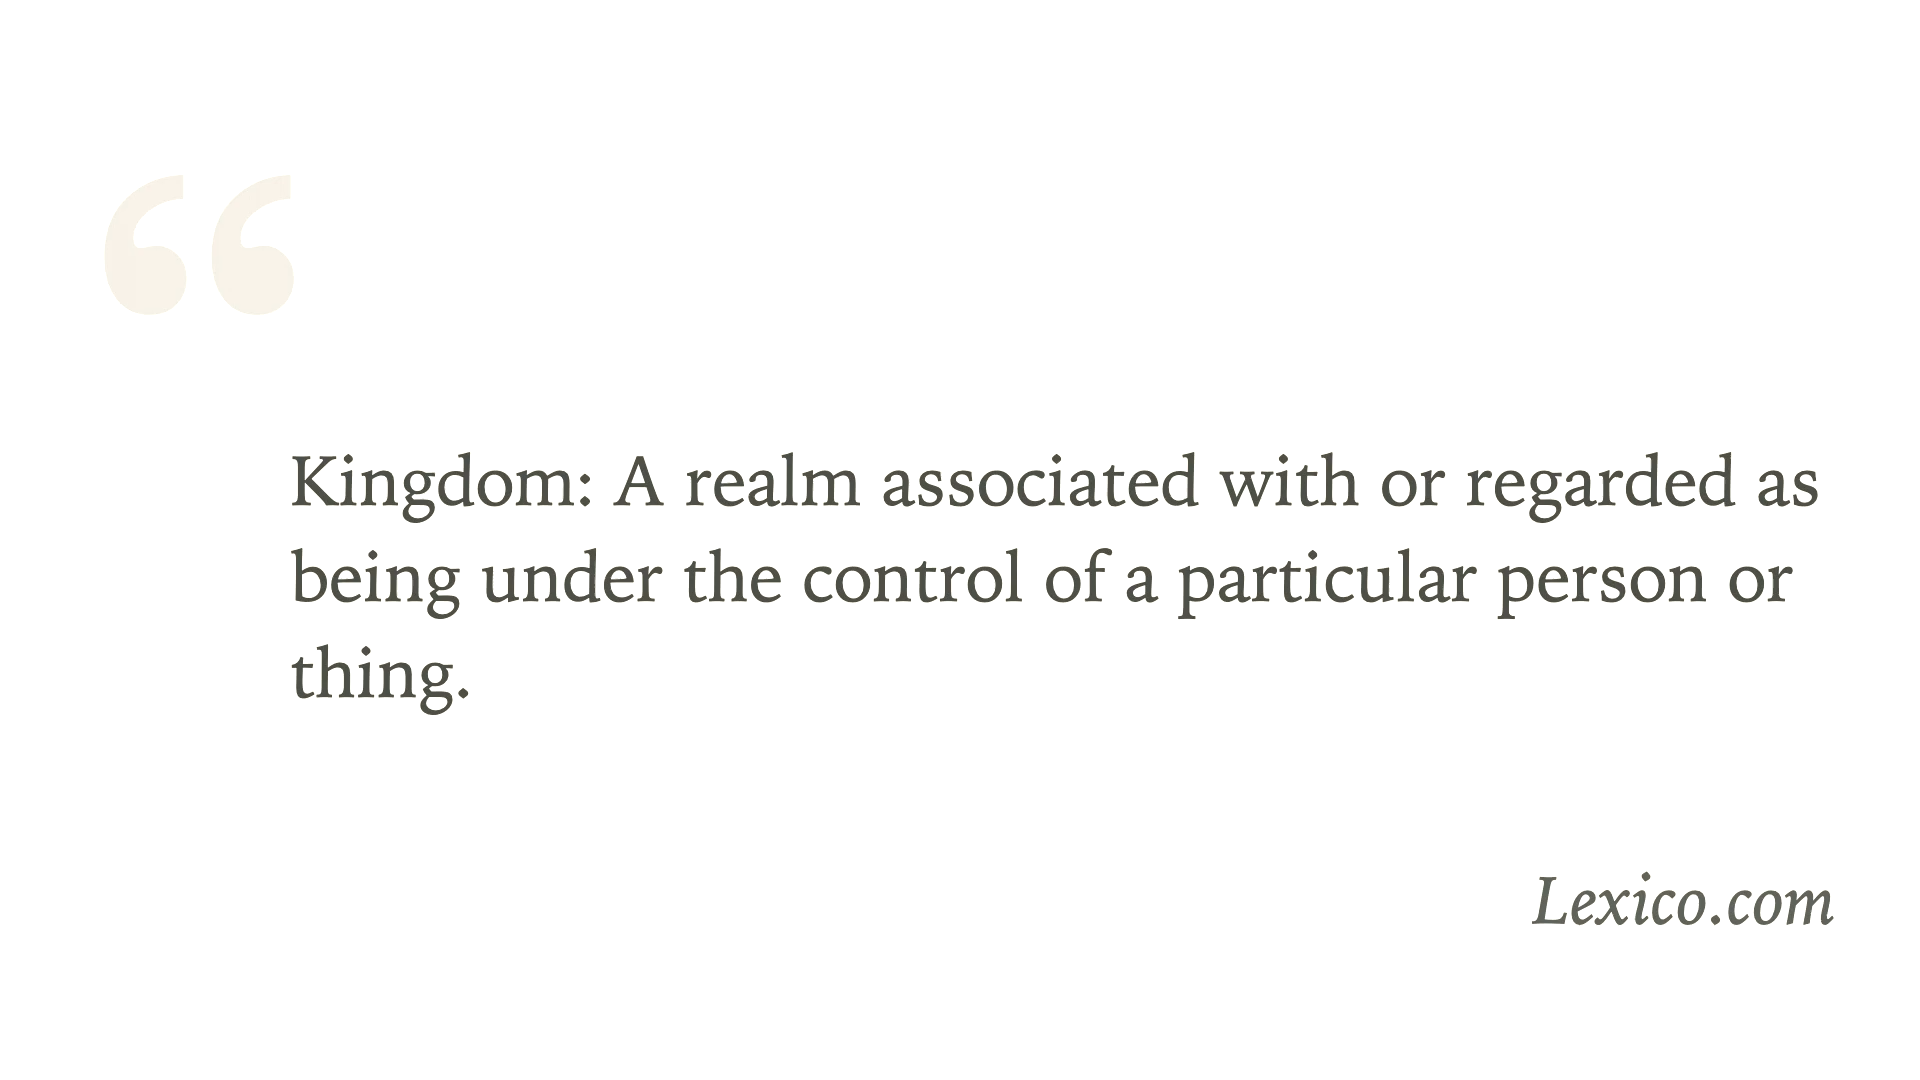 “
Kingdom: A realm associated with or regarded as
being under the control of a particular person or
thing.
Lexico.com